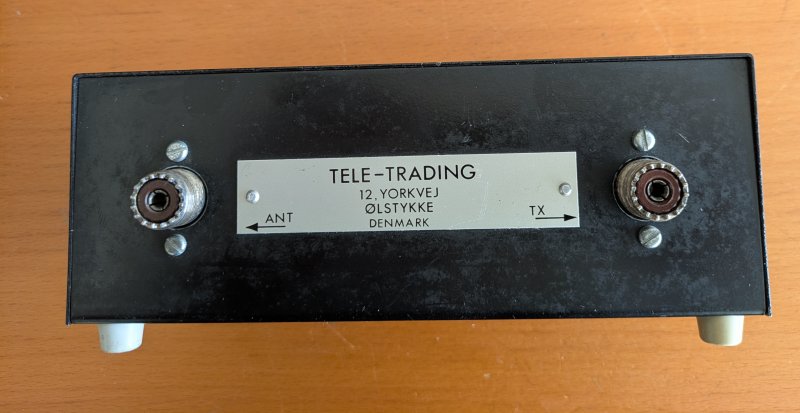 TELE-TRADING
12, YORKVEJ
ØLSTYKKE
DENMARK
ANT
TX